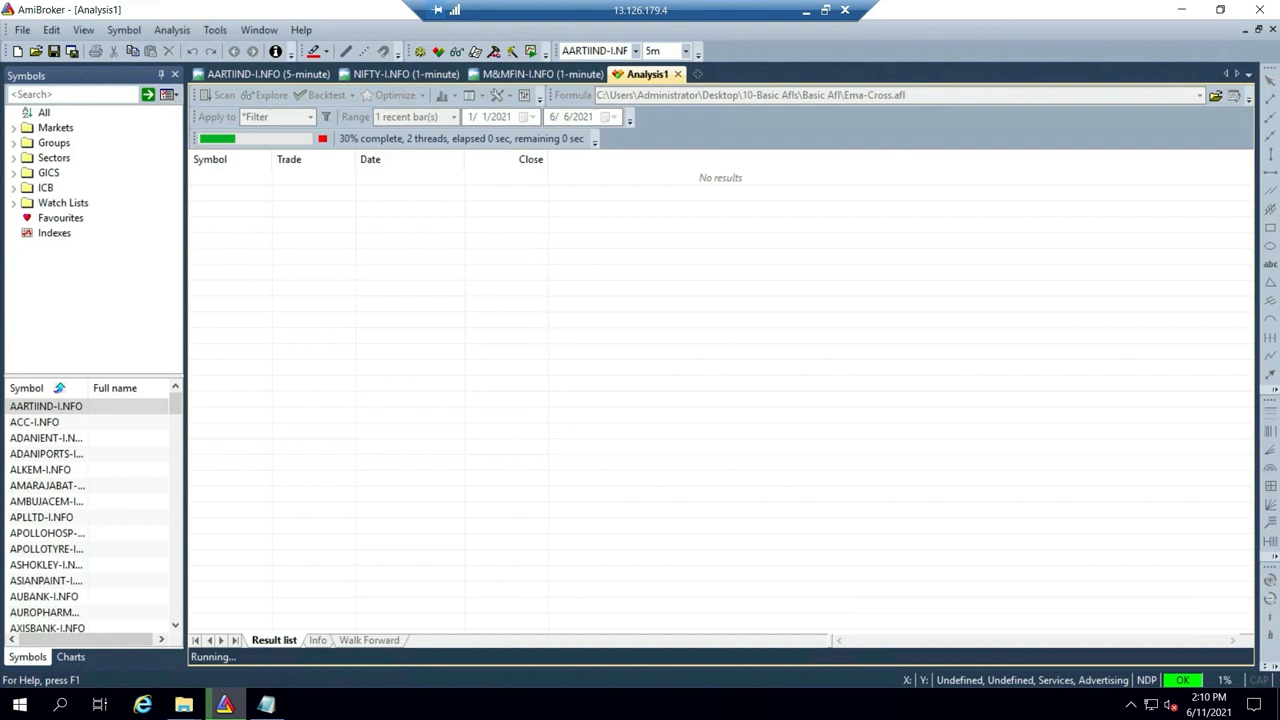 AmiBroker - [Analysis1]
13.126.179.4
File Edit View Symbol Analysis Tools Window Help
AARTIIND-I.NF 5m
Symbols
AARTIIND-I.NFO (5-minute) NIFTY-I.NFO (1-minute) M&MFIN-I.NFO (1-minute) Analysis1
<Search>
Scan Explore Backtest Optimize Formula C:\Users\Administrator\Desktop\10-Basic Afls\Basic Afl\Ema-Cross.afl
All
Apply to *Filter Range 1 recent bar(s) 1/ 1/2021 6/ 6/2021
Markets
30% complete, 2 threads, elapsed 0 sec, remaining 0 sec
Groups
Sectors
Symbol Trade Date Close
GICS
No results
ICB
Watch Lists
Favourites
Indexes
abc
Symbol Full name
AARTIIND-I.NFO
ACC-I.NFO
ADANIENT-I.N...
ADANIPORTS-...
ALKEM-I.NFO
AMARAJABAT-...
AMBUJACEM-I...
APLLTD-I.NFO
APOLLOHOSP-...
APOLLOTYRE-I...
ASHOKLEY-I.N...
ASIANPAINT-I....
AUBANK-I.NFO
AUROPHARM...
AXISBANK-I.NFO
Result list Info Walk Forward
Symbols Charts
Running...
For Help, press F1
X: Y: Undefined, Undefined, Services, Advertising NDP OK 1% CAP
2:10 PM
6/11/2021